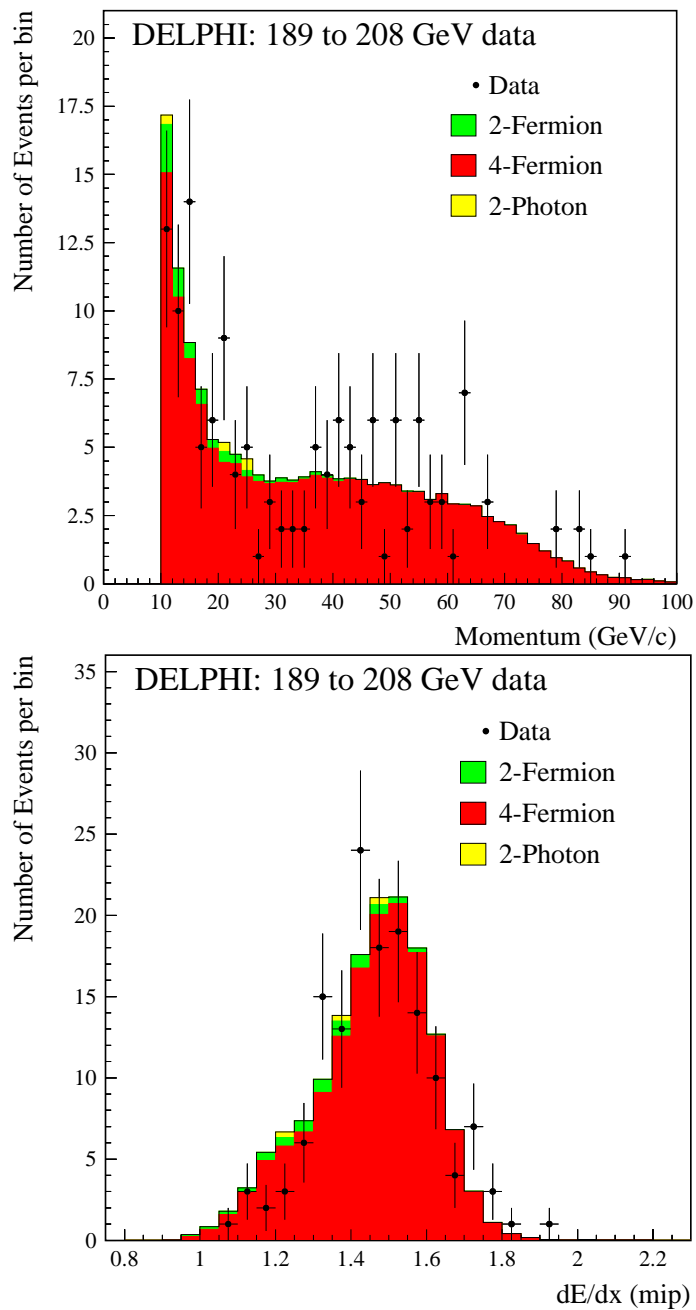 DELPHI: 189 to 208 GeV data
Number of Events per bin
20
17.5
15
12.5
10
7.5
5
2.5
0
Data
2-Fermion
4-Fermion
2-Photon
0 10 20 30 40 50 60 70 80 90 100
Momentum (GeV/c)
DELPHI: 189 to 208 GeV data
Number of Events per bin
35
30
25
20
15
10
5
0
Data
2-Fermion
4-Fermion
2-Photon
0.8 1 1.2 1.4 1.6 1.8 2 2.2
dE/dx (mip)